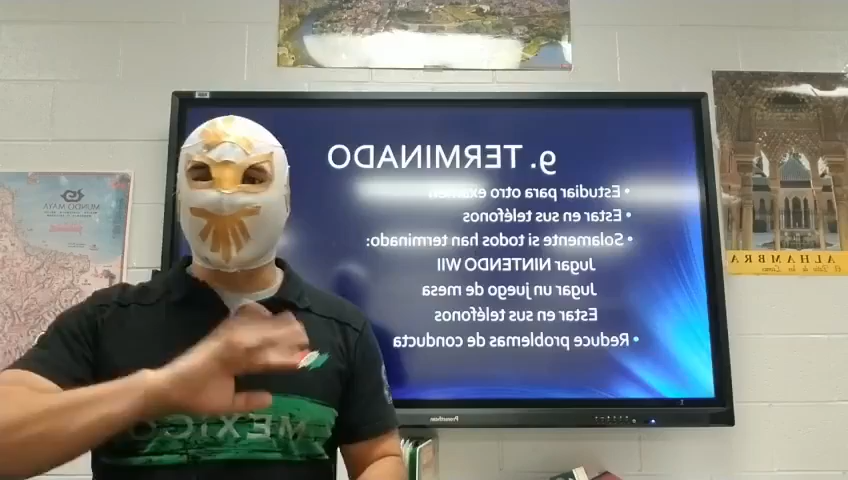 9. TERMINADO
• Estudiar para otro examen
• Estar en sus teléfonos
• Solamente si todos han terminado:
Jugar NINTENDO WII
Jugar un juego de mesa
Estar en sus teléfonos
• Reduce problemas de conducta
MUNDO MAYA
ALHAMBRA
MEXICO